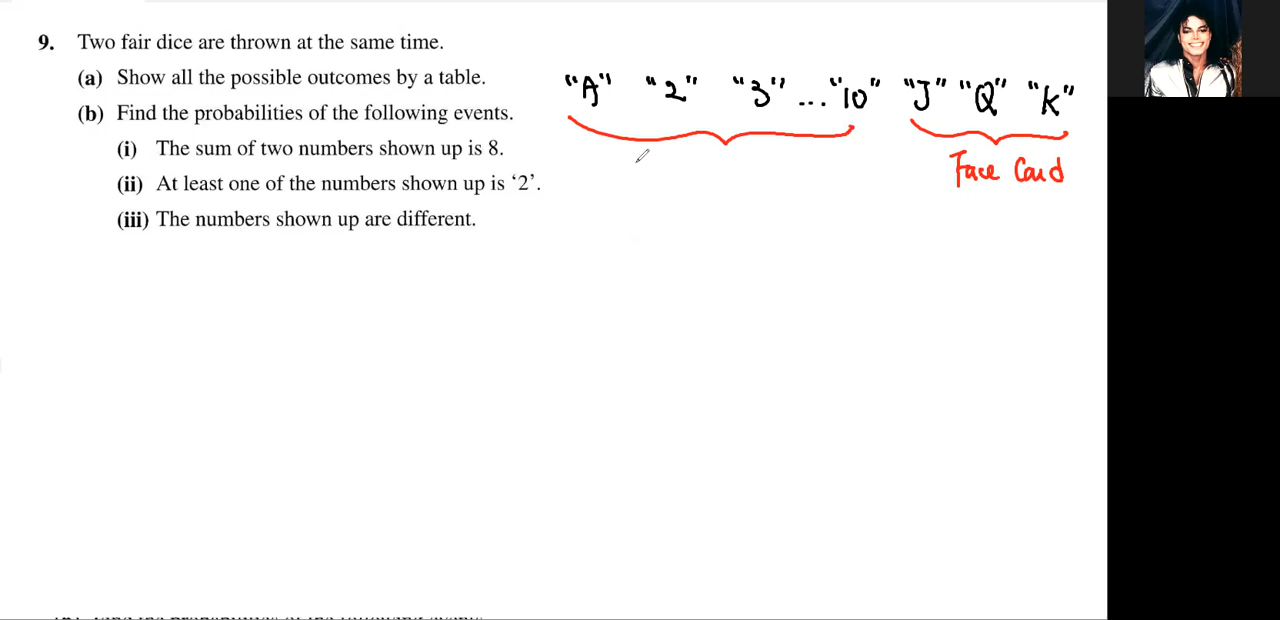 9. Two fair dice are thrown at the same time.
(a) Show all the possible outcomes by a table.
(b) Find the probabilities of the following events.
(i) The sum of two numbers shown up is 8.
(ii) At least one of the numbers shown up is ‘2’.
(iii) The numbers shown up are different.
"A" "2" "3" ... "10" "J" "Q" "K"
Face Card